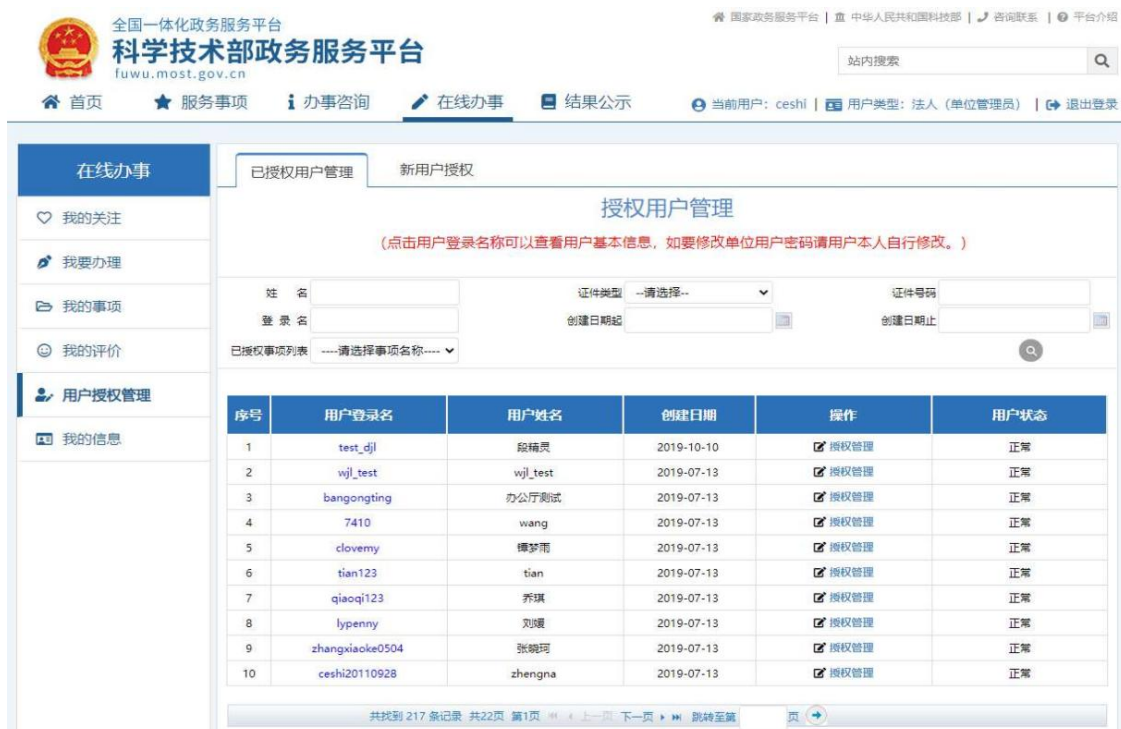 国家政务服务平台 | 中华人民共和国科技部 | 咨询联系 | 平台介绍
全国一体化政务服务平台
科学技术部政务服务平台
fuwu.most.gov.cn
站内搜索
首页 服务事项 办事咨询 在线办事 结果公示 当前用户：ceshi | 用户类型：法人（单位管理员） | 退出登录
在线办事
我的关注
我要办理
我的事项
我的评价
用户授权管理
我的信息
已授权用户管理 新用户授权
授权用户管理
（点击用户登录名称可以查看用户基本信息，如要修改单位用户密码请用户本人自行修改。）
姓 名 证件类型 --请选择-- 证件号码
登 录 名 创建日期起 创建日期止
已授权事项列表 ----请选择事项名称----
序号 用户登录名 用户姓名 创建日期 操作 用户状态
1 test_djl 段精灵 2019-10-10 授权管理 正常
2 wjl_test wjl_test 2019-07-13 授权管理 正常
3 bangongting 办公厅测试 2019-07-13 授权管理 正常
4 7410 wang 2019-07-13 授权管理 正常
5 clovemy 梦雨 2019-07-13 授权管理 正常
6 tian123 tian 2019-07-13 授权管理 正常
7 qiaoqi123 乔琪 2019-07-13 授权管理 正常
8 lypenny 刘媛 2019-07-13 授权管理 正常
9 zhangxiaoke0504 张晓珂 2019-07-13 授权管理 正常
10 ceshi20110928 zhengna 2019-07-13 授权管理 正常
共找到 217 条记录 共22页 第1页 上一页 下一页 跳转至第 页